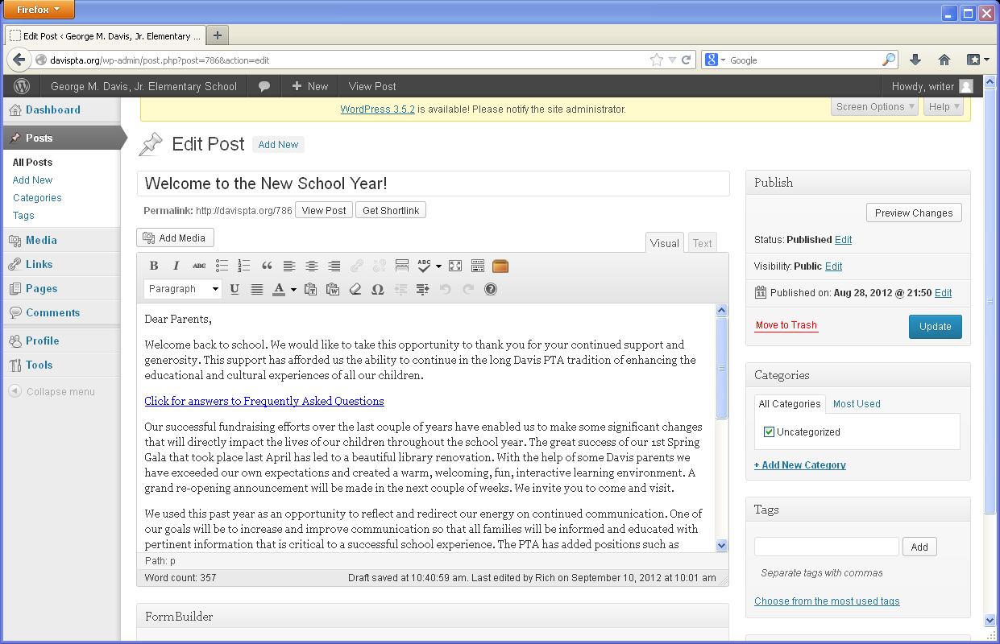 Firefox
Edit Post ‹ George M. Davis, Jr. Elementary ...
davispta.org/wp-admin/post.php?post=786&action=edit
Google
George M. Davis, Jr. Elementary School
New
View Post
Howdy, writer
WordPress 3.5.2 is available! Please notify the site administrator.
Screen Options
Help
Dashboard
Posts
All Posts
Add New
Categories
Tags
Media
Links
Pages
Comments
Profile
Tools
Collapse menu
Edit Post
Add New
Welcome to the New School Year!
Permalink: http://davispta.org/786
View Post
Get Shortlink
Add Media
Visual
Text
B
I
ABC
ABC
Paragraph
U
A
Dear Parents,
Welcome back to school. We would like to take this opportunity to thank you for your continued support and
generosity. This support has afforded us the ability to continue in the long Davis PTA tradition of enhancing the
educational and cultural experiences of all our children.
Click for answers to Frequently Asked Questions
Our successful fundraising efforts over the last couple of years have enabled us to make some significant changes
that will directly impact the lives of our children throughout the school year. The great success of our 1st Spring
Gala that took place last April has led to a beautiful library renovation. With the help of some Davis parents we
have exceeded our own expectations and created a warm, welcoming, fun, interactive learning environment. A
grand re-opening announcement will be made in the next couple of weeks. We invite you to come and visit.
We used this past year as an opportunity to reflect and redirect our energy on continued communication. One of
our goals will be to increase and improve communication so that all families will be informed and educated with
pertinent information that is critical to a successful school experience. The PTA has added positions such as
Path: p
Word count: 357
Draft saved at 10:40:59 am. Last edited by Rich on September 10, 2012 at 10:01 am
FormBuilder
Publish
Preview Changes
Status: Published Edit
Visibility: Public Edit
11
Published on: Aug 28, 2012 @ 21:50 Edit
Move to Trash
Update
Categories
All Categories
Most Used
Uncategorized
+ Add New Category
Tags
Add
Separate tags with commas
Choose from the most used tags